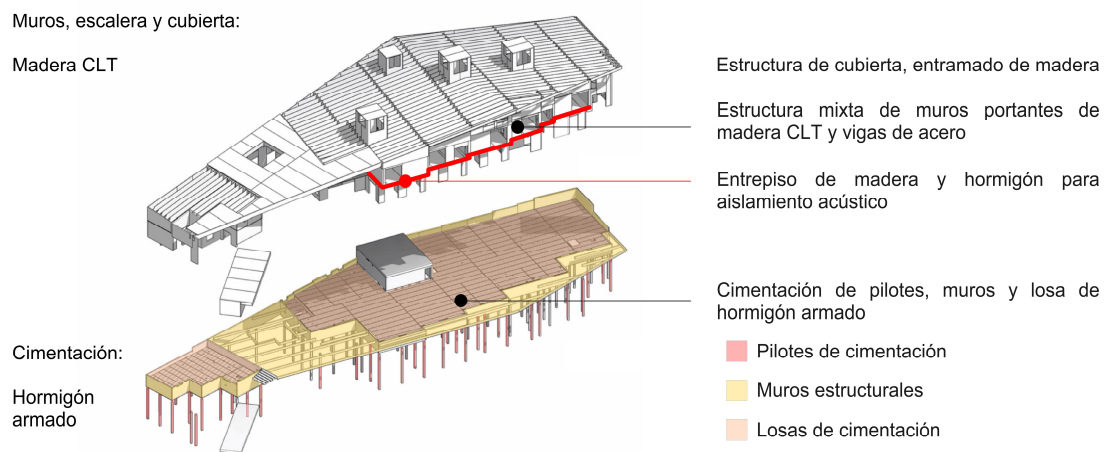 Muros, escalera y cubierta:
Madera CLT
Estructura de cubierta, entramado de madera
Estructura mixta de muros portantes de
madera CLT y vigas de acero
Entrepiso de madera y hormigón para
aislamiento acústico
Cimentación de pilotes, muros y losa de
hormigón armado
Cimentación:
Hormigón
armado
Pilotes de cimentación
Muros estructurales
Losas de cimentación